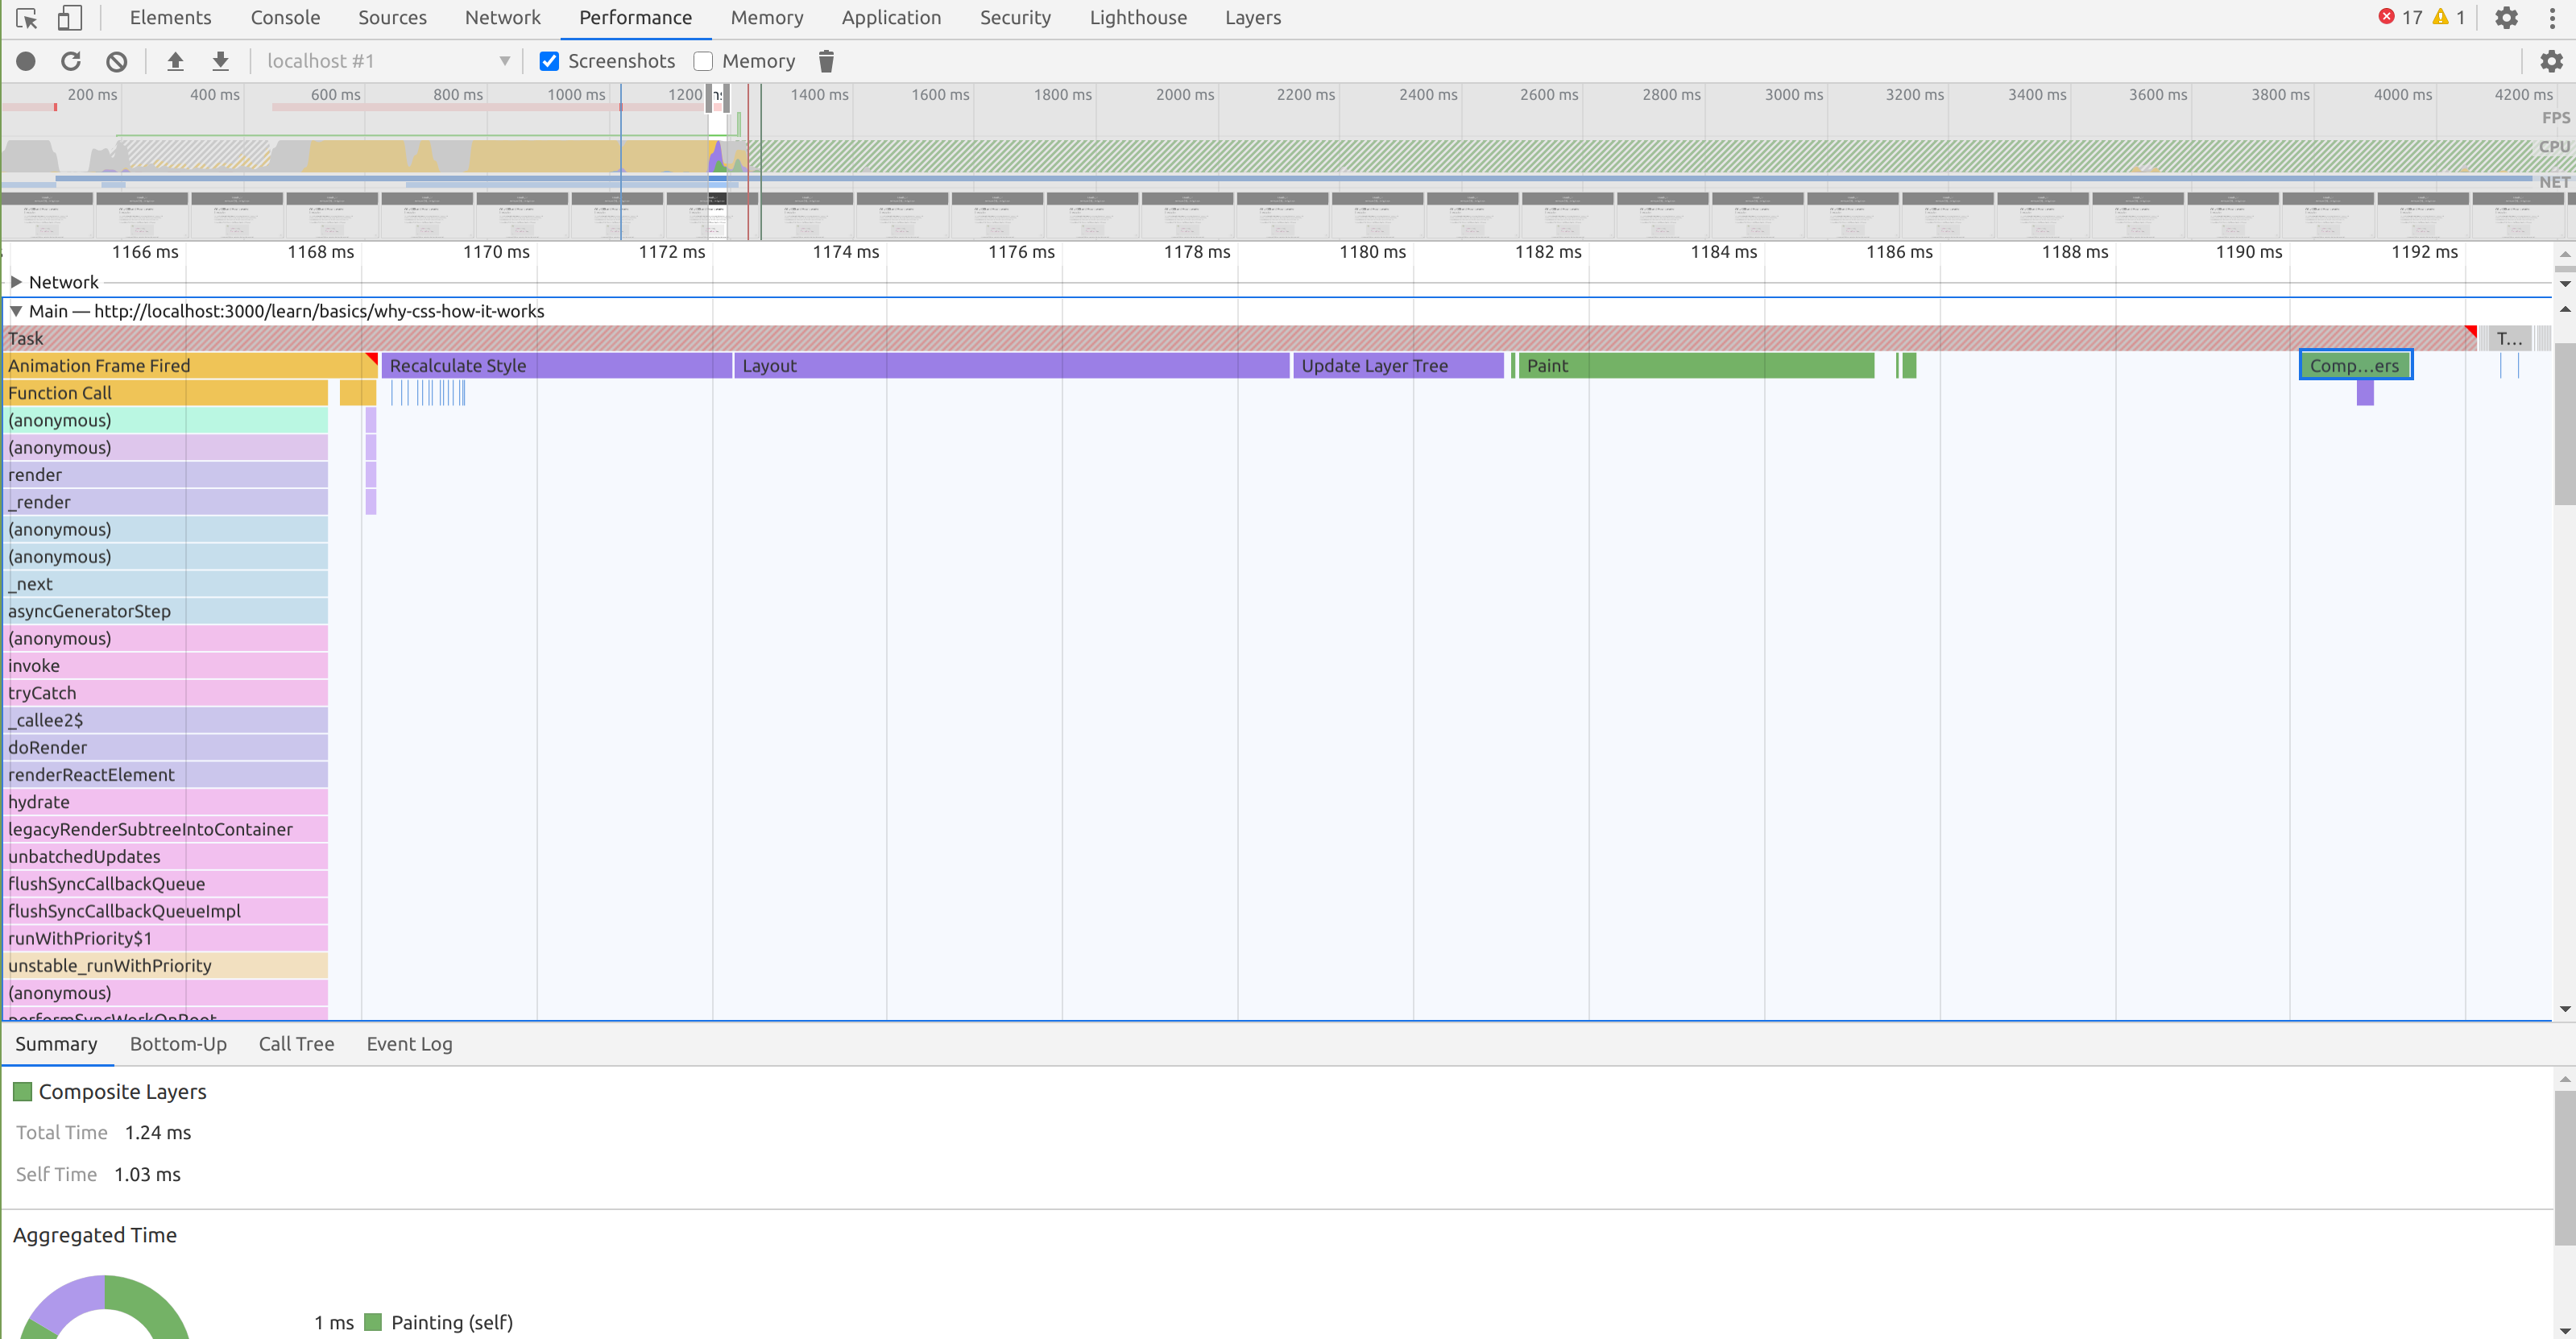 Elements Console Sources Network Performance Memory Application Security Lighthouse Layers 17 1
localhost #1 Screenshots Memory
200 ms 400 ms 600 ms 800 ms 1000 ms 1200 1400 ms 1600 ms 1800 ms 2000 ms 2200 ms 2400 ms 2600 ms 2800 ms 3000 ms 3200 ms 3400 ms 3600 ms 3800 ms 4000 ms 4200 ms
FPS
CPU
NET
1166 ms 1168 ms 1170 ms 1172 ms 1174 ms 1176 ms 1178 ms 1180 ms 1182 ms 1184 ms 1186 ms 1188 ms 1190 ms 1192 ms
Network
Main — http://localhost:3000/learn/basics/why-css-how-it-works
Task T...
Animation Frame Fired Recalculate Style Layout Update Layer Tree Paint Comp...ers
Function Call
(anonymous)
(anonymous)
render
_render
(anonymous)
(anonymous)
_next
asyncGeneratorStep
(anonymous)
invoke
tryCatch
_callee2$
doRender
renderReactElement
hydrate
legacyRenderSubtreeIntoContainer
unbatchedUpdates
flushSyncCallbackQueue
flushSyncCallbackQueueImpl
runWithPriority$1
unstable_runWithPriority
(anonymous)
performSyncWorkOnRoot
Summary Bottom-Up Call Tree Event Log
Composite Layers
Total Time 1.24 ms
Self Time 1.03 ms
Aggregated Time
1 ms Painting (self)